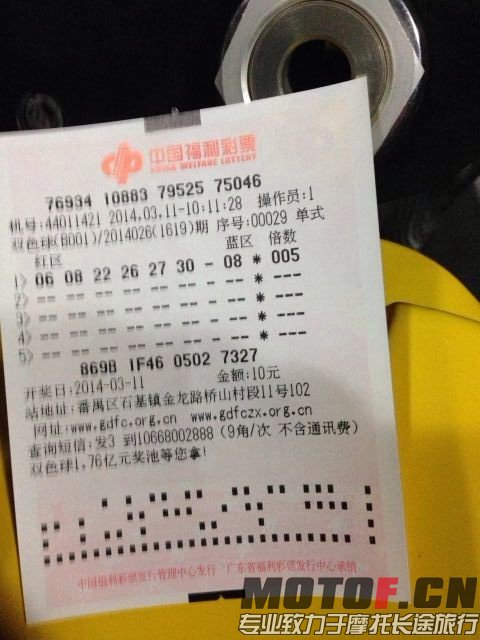 中国福利彩票
CHINA WELFARE LOTTERY
76934 10883 79525 75046
机号:44011421 2014.03.11-10:11:28 操作员:1
双色球(B001)/2014026(1619)期 序号:00029 单式
红区 蓝区 倍数
1> 06 08 22 26 27 30 - 08 * 005
2> -- -- -- -- -- -- - -- * ---
3> -- -- -- -- -- -- - -- * ---
4> -- -- -- -- -- -- - -- * ---
5> -- -- -- -- -- -- - -- * ---
869B 1F46 0502 7327
开奖日:2014-03-11 金额:10元
站地址:番禺区石基镇金龙路桥山村段11号102
网址:www.gdfc.org.cn www.gdfczx.org.cn
查询短信:发3 到10668002888 (9角/次 不含通讯费)
双色球1.76亿元奖池等您拿!
中国福利彩票发行管理中心发行 广东省福利彩票发行中心承销
MOTOF.CN
专业致力于摩托长途旅行